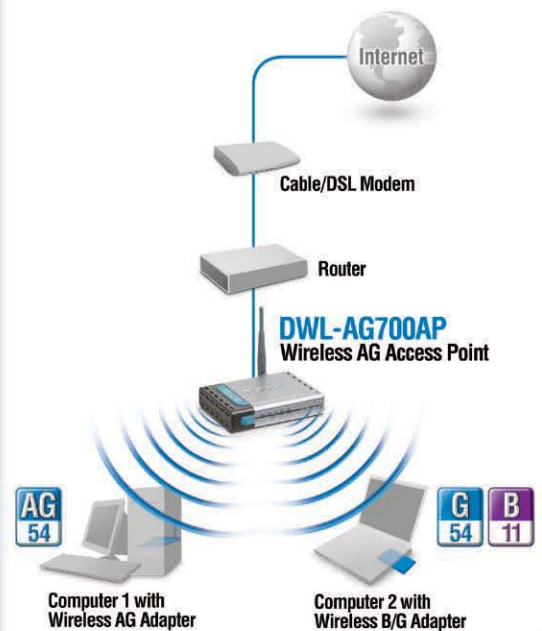 Internet
Cable/DSL Modem
Router
DWL-AG700AP
Wireless AG Access Point
AG
54
G
54
B
11
Computer 1 with
Wireless AG Adapter
Computer 2 with
Wireless B/G Adapter